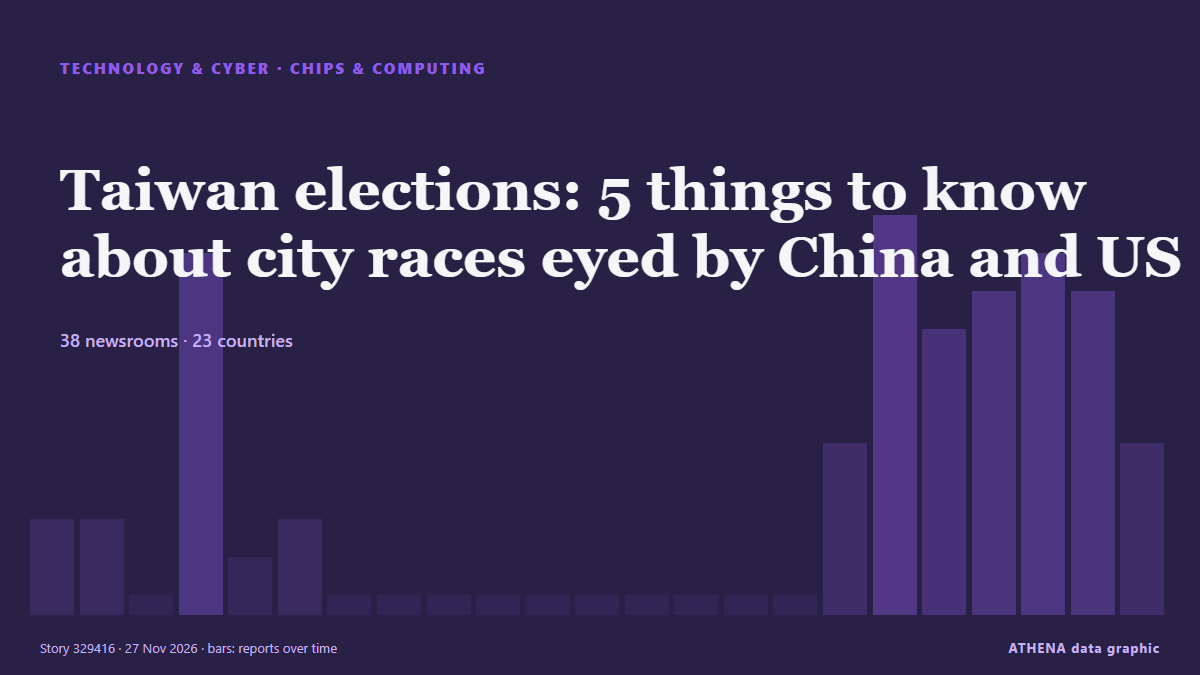 TECHNOLOGY & CYBER · CHIPS & COMPUTING
Taiwan elections: 5 things to know
about city races eyed by China and US
38 newsrooms · 23 countries
Story 329416 · 27 Nov 2026 · bars: reports over time
ATHENA data graphic